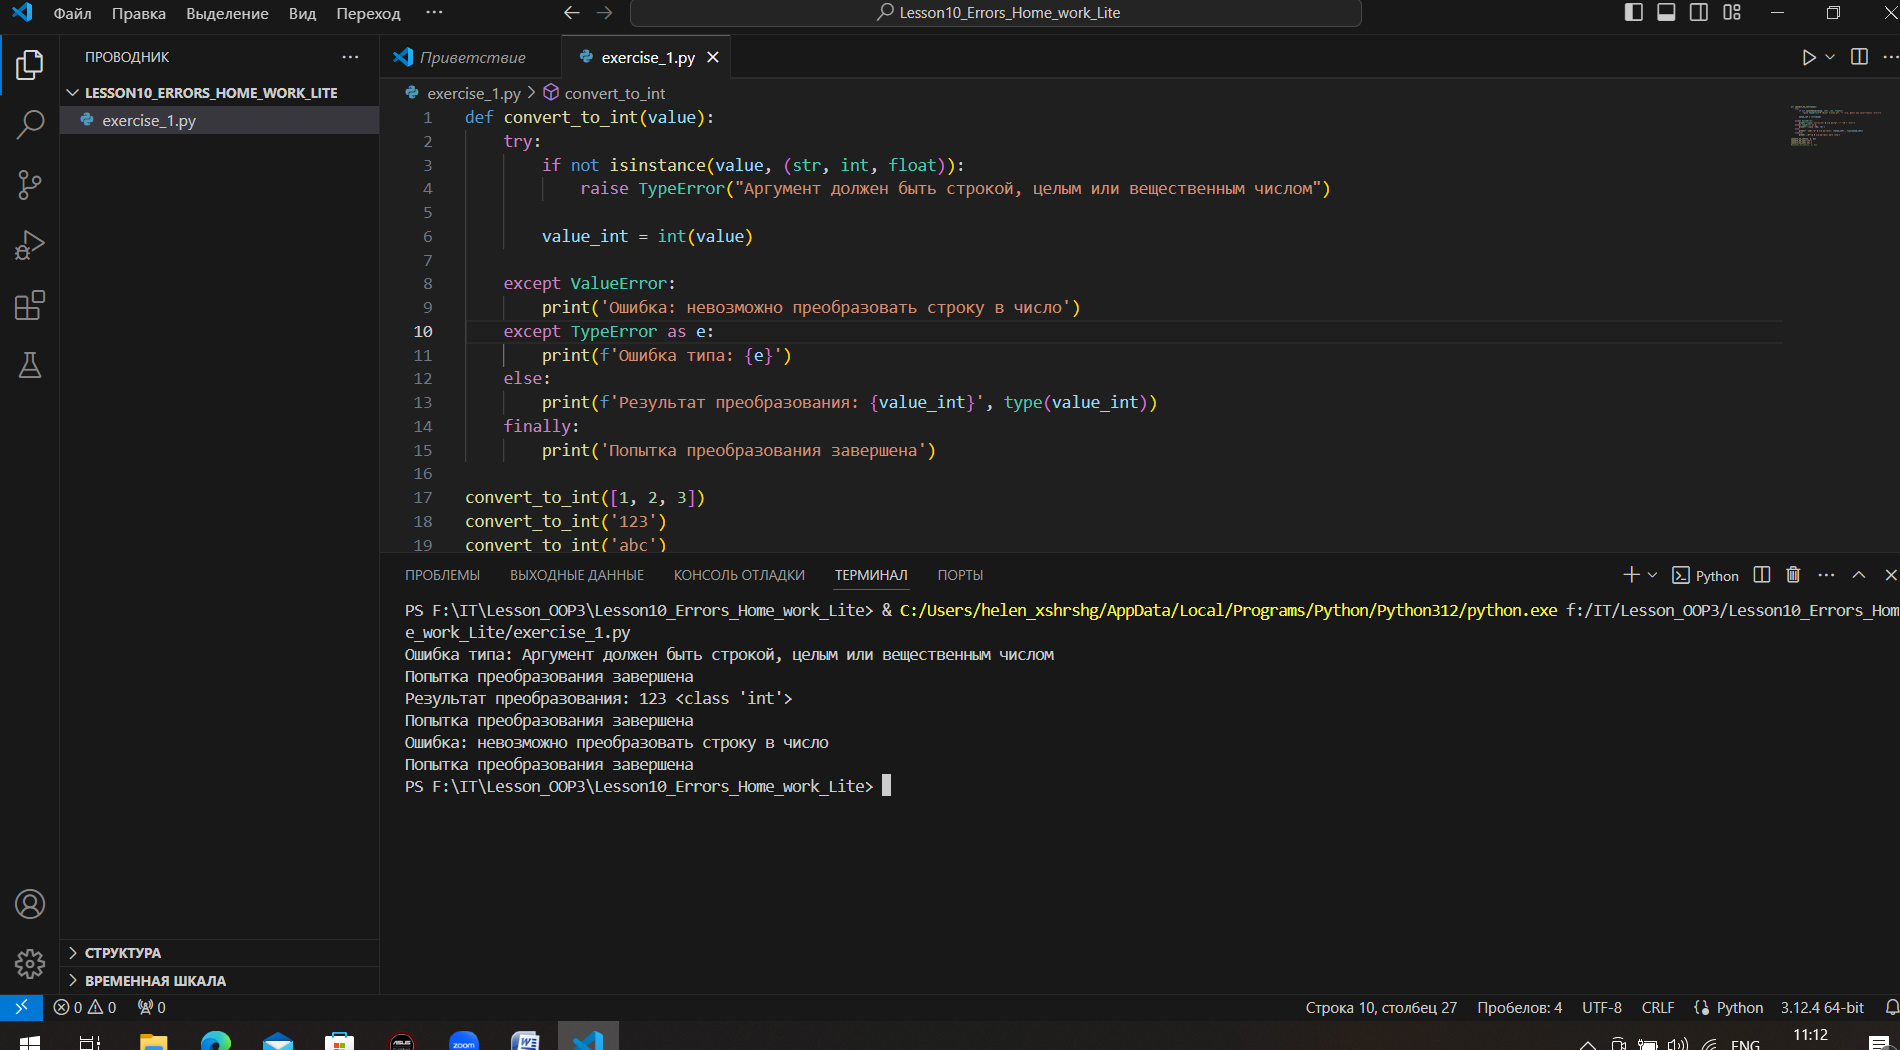 Файл Правка Выделение Вид Переход ··· Lesson10_Errors_Home_work_Lite
ПРОВОДНИК ···
LESSON10_ERRORS_HOME_WORK_LITE
exercise_1.py
Приветствие exercise_1.py
exercise_1.py > convert_to_int
1 def convert_to_int(value):
2 try:
3 if not isinstance(value, (str, int, float)):
4 raise TypeError("Аргумент должен быть строкой, целым или вещественным числом")
5
6 value_int = int(value)
7
8 except ValueError:
9 print('Ошибка: невозможно преобразовать строку в число')
10 except TypeError as e:
11 print(f'Ошибка типа: {e}')
12 else:
13 print(f'Результат преобразования: {value_int}', type(value_int))
14 finally:
15 print('Попытка преобразования завершена')
16
17 convert_to_int([1, 2, 3])
18 convert_to_int('123')
19 convert_to_int('abc')
ПРОБЛЕМЫ ВЫХОДНЫЕ ДАННЫЕ КОНСОЛЬ ОТЛАДКИ ТЕРМИНАЛ ПОРТЫ Python
PS F:\IT\Lesson_OOP3\Lesson10_Errors_Home_work_Lite> & C:/Users/helen_xshrshg/AppData/Local/Programs/Python/Python312/python.exe f:/IT/Lesson_OOP3/Lesson10_Errors_Hom
e_work_Lite/exercise_1.py
Ошибка типа: Аргумент должен быть строкой, целым или вещественным числом
Попытка преобразования завершена
Результат преобразования: 123 <class 'int'>
Попытка преобразования завершена
Ошибка: невозможно преобразовать строку в число
Попытка преобразования завершена
PS F:\IT\Lesson_OOP3\Lesson10_Errors_Home_work_Lite>
СТРУКТУРА
ВРЕМЕННАЯ ШКАЛА
0 0 0 Строка 10, столбец 27 Пробелов: 4 UTF-8 CRLF Python 3.12.4 64-bit
zoom 11:12
ENG